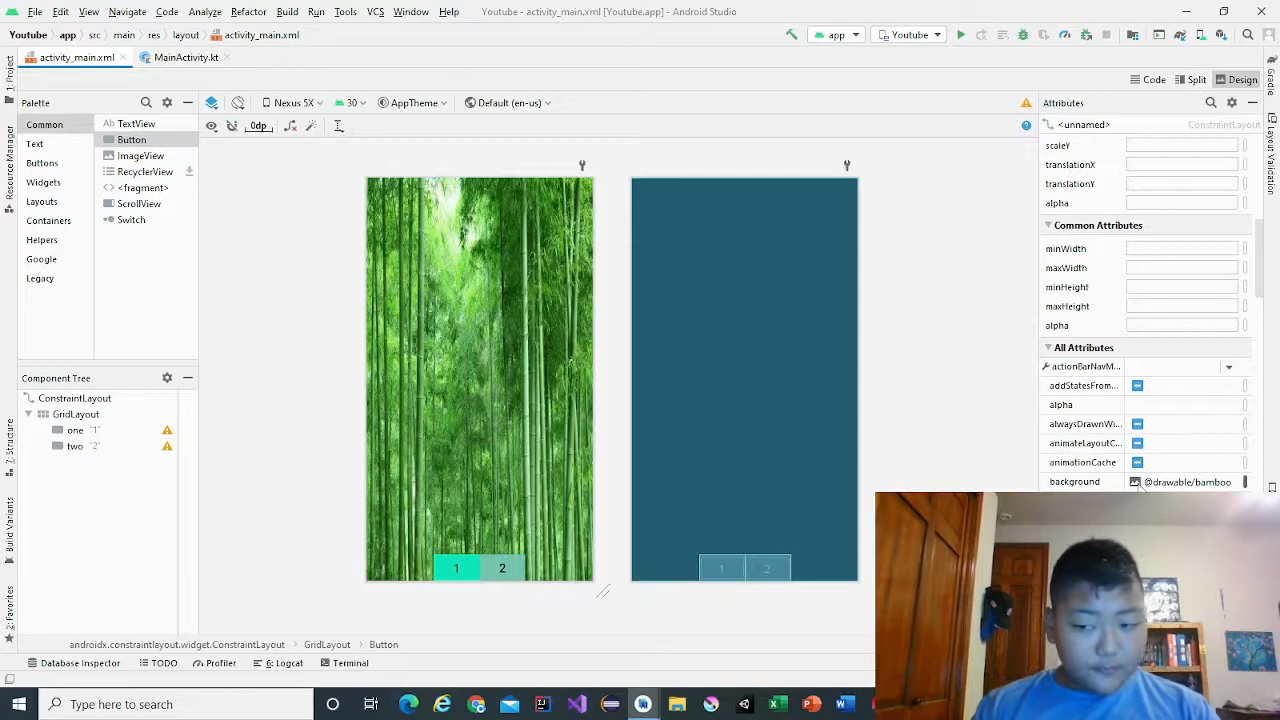 File Edit View Navigate Code Analyze Refactor Build Run Tools VCS Window Help Youtube - activity_main.xml [Youtube.app] - Android Studio
Youtube app src main res layout activity_main.xml app Youtube
activity_main.xml MainActivity.kt
Code Split Design
Palette Nexus 5X 30 AppTheme Default (en-us) Attributes
Common
Text
Buttons
Widgets
Layouts
Containers
Helpers
Google
Legacy
Ab TextView
Button
ImageView
RecyclerView
<> <fragment>
ScrollView
Switch
0dp
<unnamed> ConstraintLayout
scaleY
translationX
translationY
alpha
Common Attributes
minWidth
maxWidth
minHeight
maxHeight
alpha
All Attributes
actionBarNavM...
addStatesFrom...
alpha
alwaysDrawnWi...
animateLayoutC...
animationCache
background @drawable/bamboo
Component Tree
ConstraintLayout
GridLayout
one "1"
two "2"
1 2
1 2
androidx.constraintlayout.widget.ConstraintLayout GridLayout Button
Database Inspector TODO Profiler 6: Logcat Terminal
Type here to search
1: Project
Resource Manager
7: Structure
Build Variants
2: Favorites
Gradle
Layout Validation